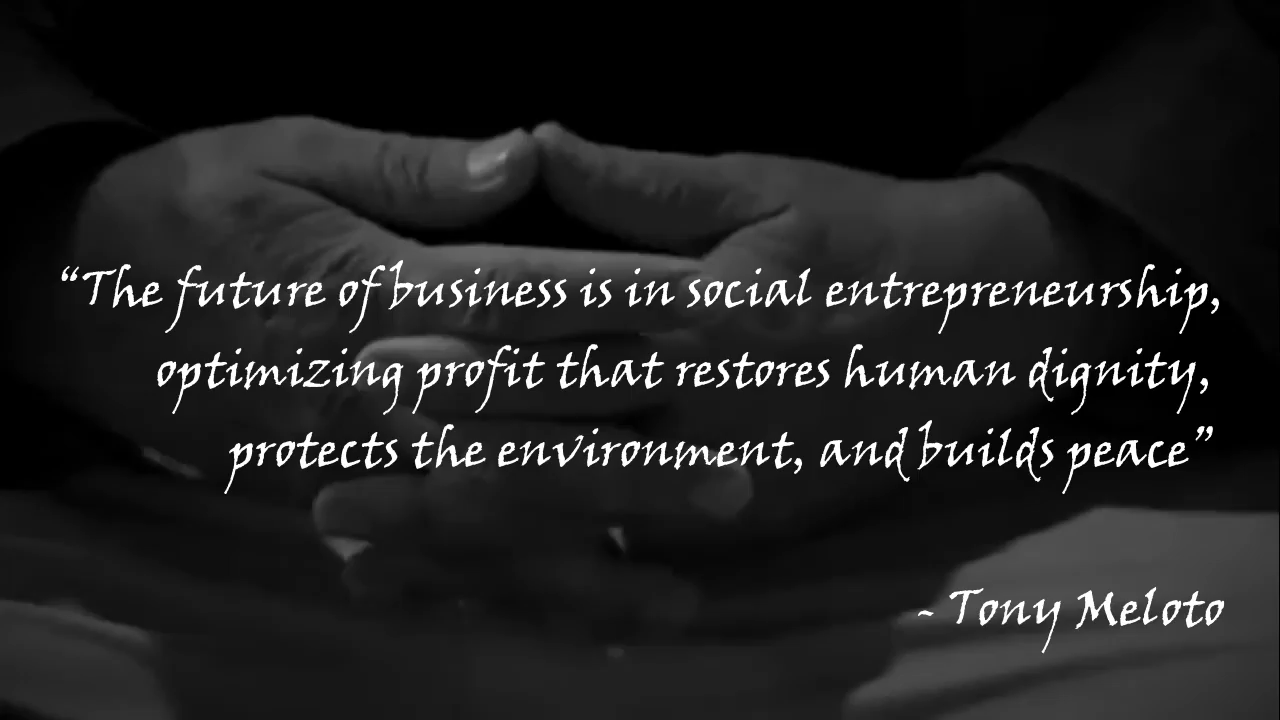 “The future of business is in social entrepreneurship,
optimizing profit that restores human dignity,
protects the environment, and builds peace”
- Tony Meloto